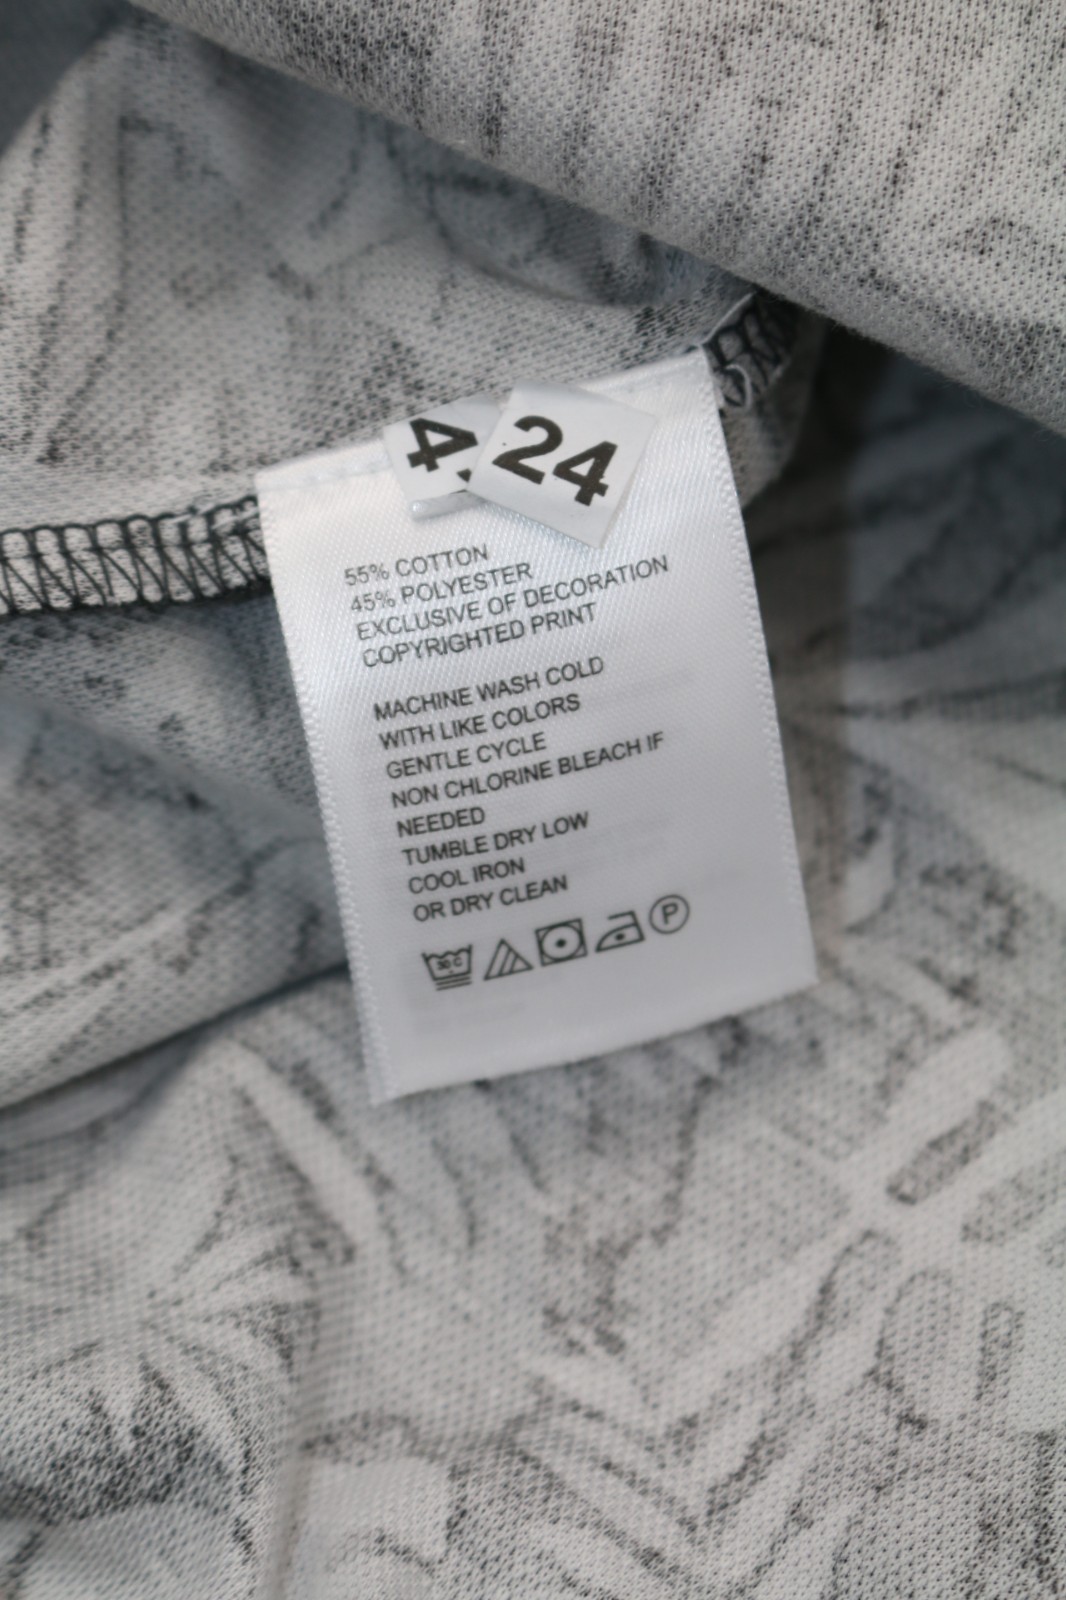 4
24
55% COTTON
45% POLYESTER
EXCLUSIVE OF DECORATION
COPYRIGHTED PRINT
MACHINE WASH COLD
WITH LIKE COLORS
GENTLE CYCLE
NON CHLORINE BLEACH IF
NEEDED
TUMBLE DRY LOW
COOL IRON
OR DRY CLEAN
30 C
P